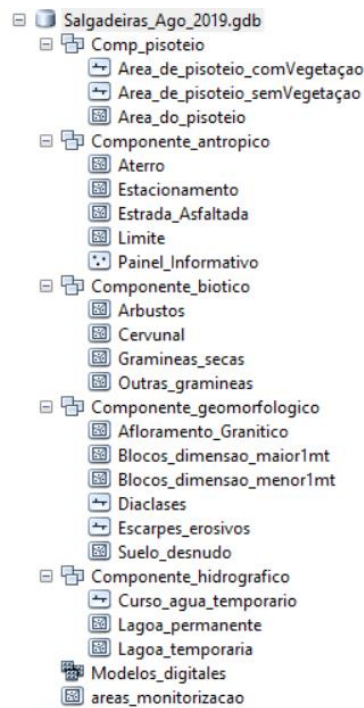 Salgadeiras_Ago_2019.gdb
Comp_pisoteio
Area_de_pisoteio_comVegetaçao
Area_de_pisoteio_semVegetaçao
Area_do_pisoteio
Componente_antropico
Aterro
Estacionamento
Estrada_Asfaltada
Limite
Painel_Informativo
Componente_biotico
Arbustos
Cervunal
Gramineas_secas
Outras_gramineas
Componente_geomorfologico
Afloramento_Granitico
Blocos_dimensao_maior1mt
Blocos_dimensao_menor1mt
Diaclases
Escarpes_erosivos
Suelo_desnudo
Componente_hidrografico
Curso_agua_temporario
Lagoa_permanente
Lagoa_temporaria
Modelos_digitales
areas_monitorizacao